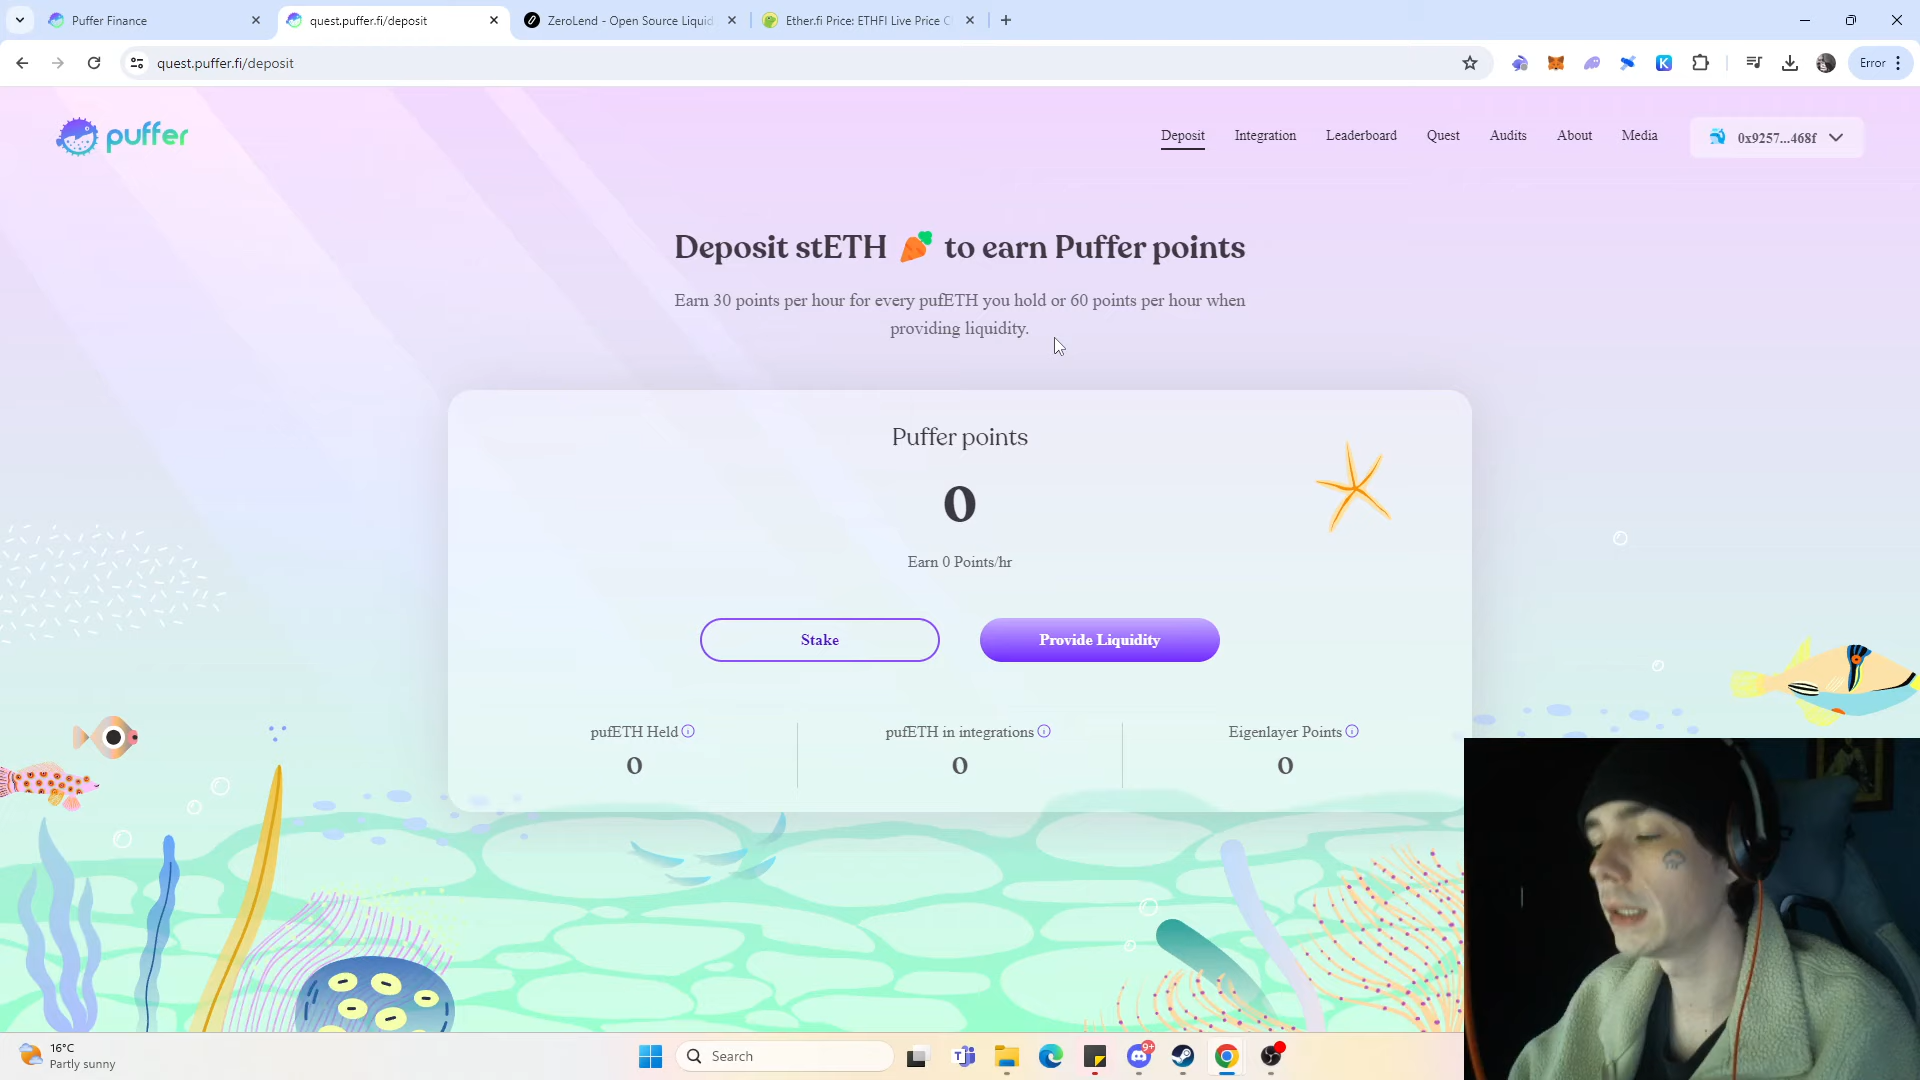 Puffer Finance
quest.puffer.fi/deposit
ZeroLend - Open Source Liquid
Ether.fi Price: ETHFI Live Price C
quest.puffer.fi/deposit
K
Error
puffer
Deposit
Integration
Leaderboard
Quest
Audits
About
Media
0x9257...468f
Deposit stETH 🥕 to earn Puffer points
Earn 30 points per hour for every pufETH you hold or 60 points per hour when
providing liquidity.
Puffer points
0
Earn 0 Points/hr
Stake
Provide Liquidity
pufETH Held
0
pufETH in integrations
0
Eigenlayer Points
0
16°C
Partly sunny
Search
9+